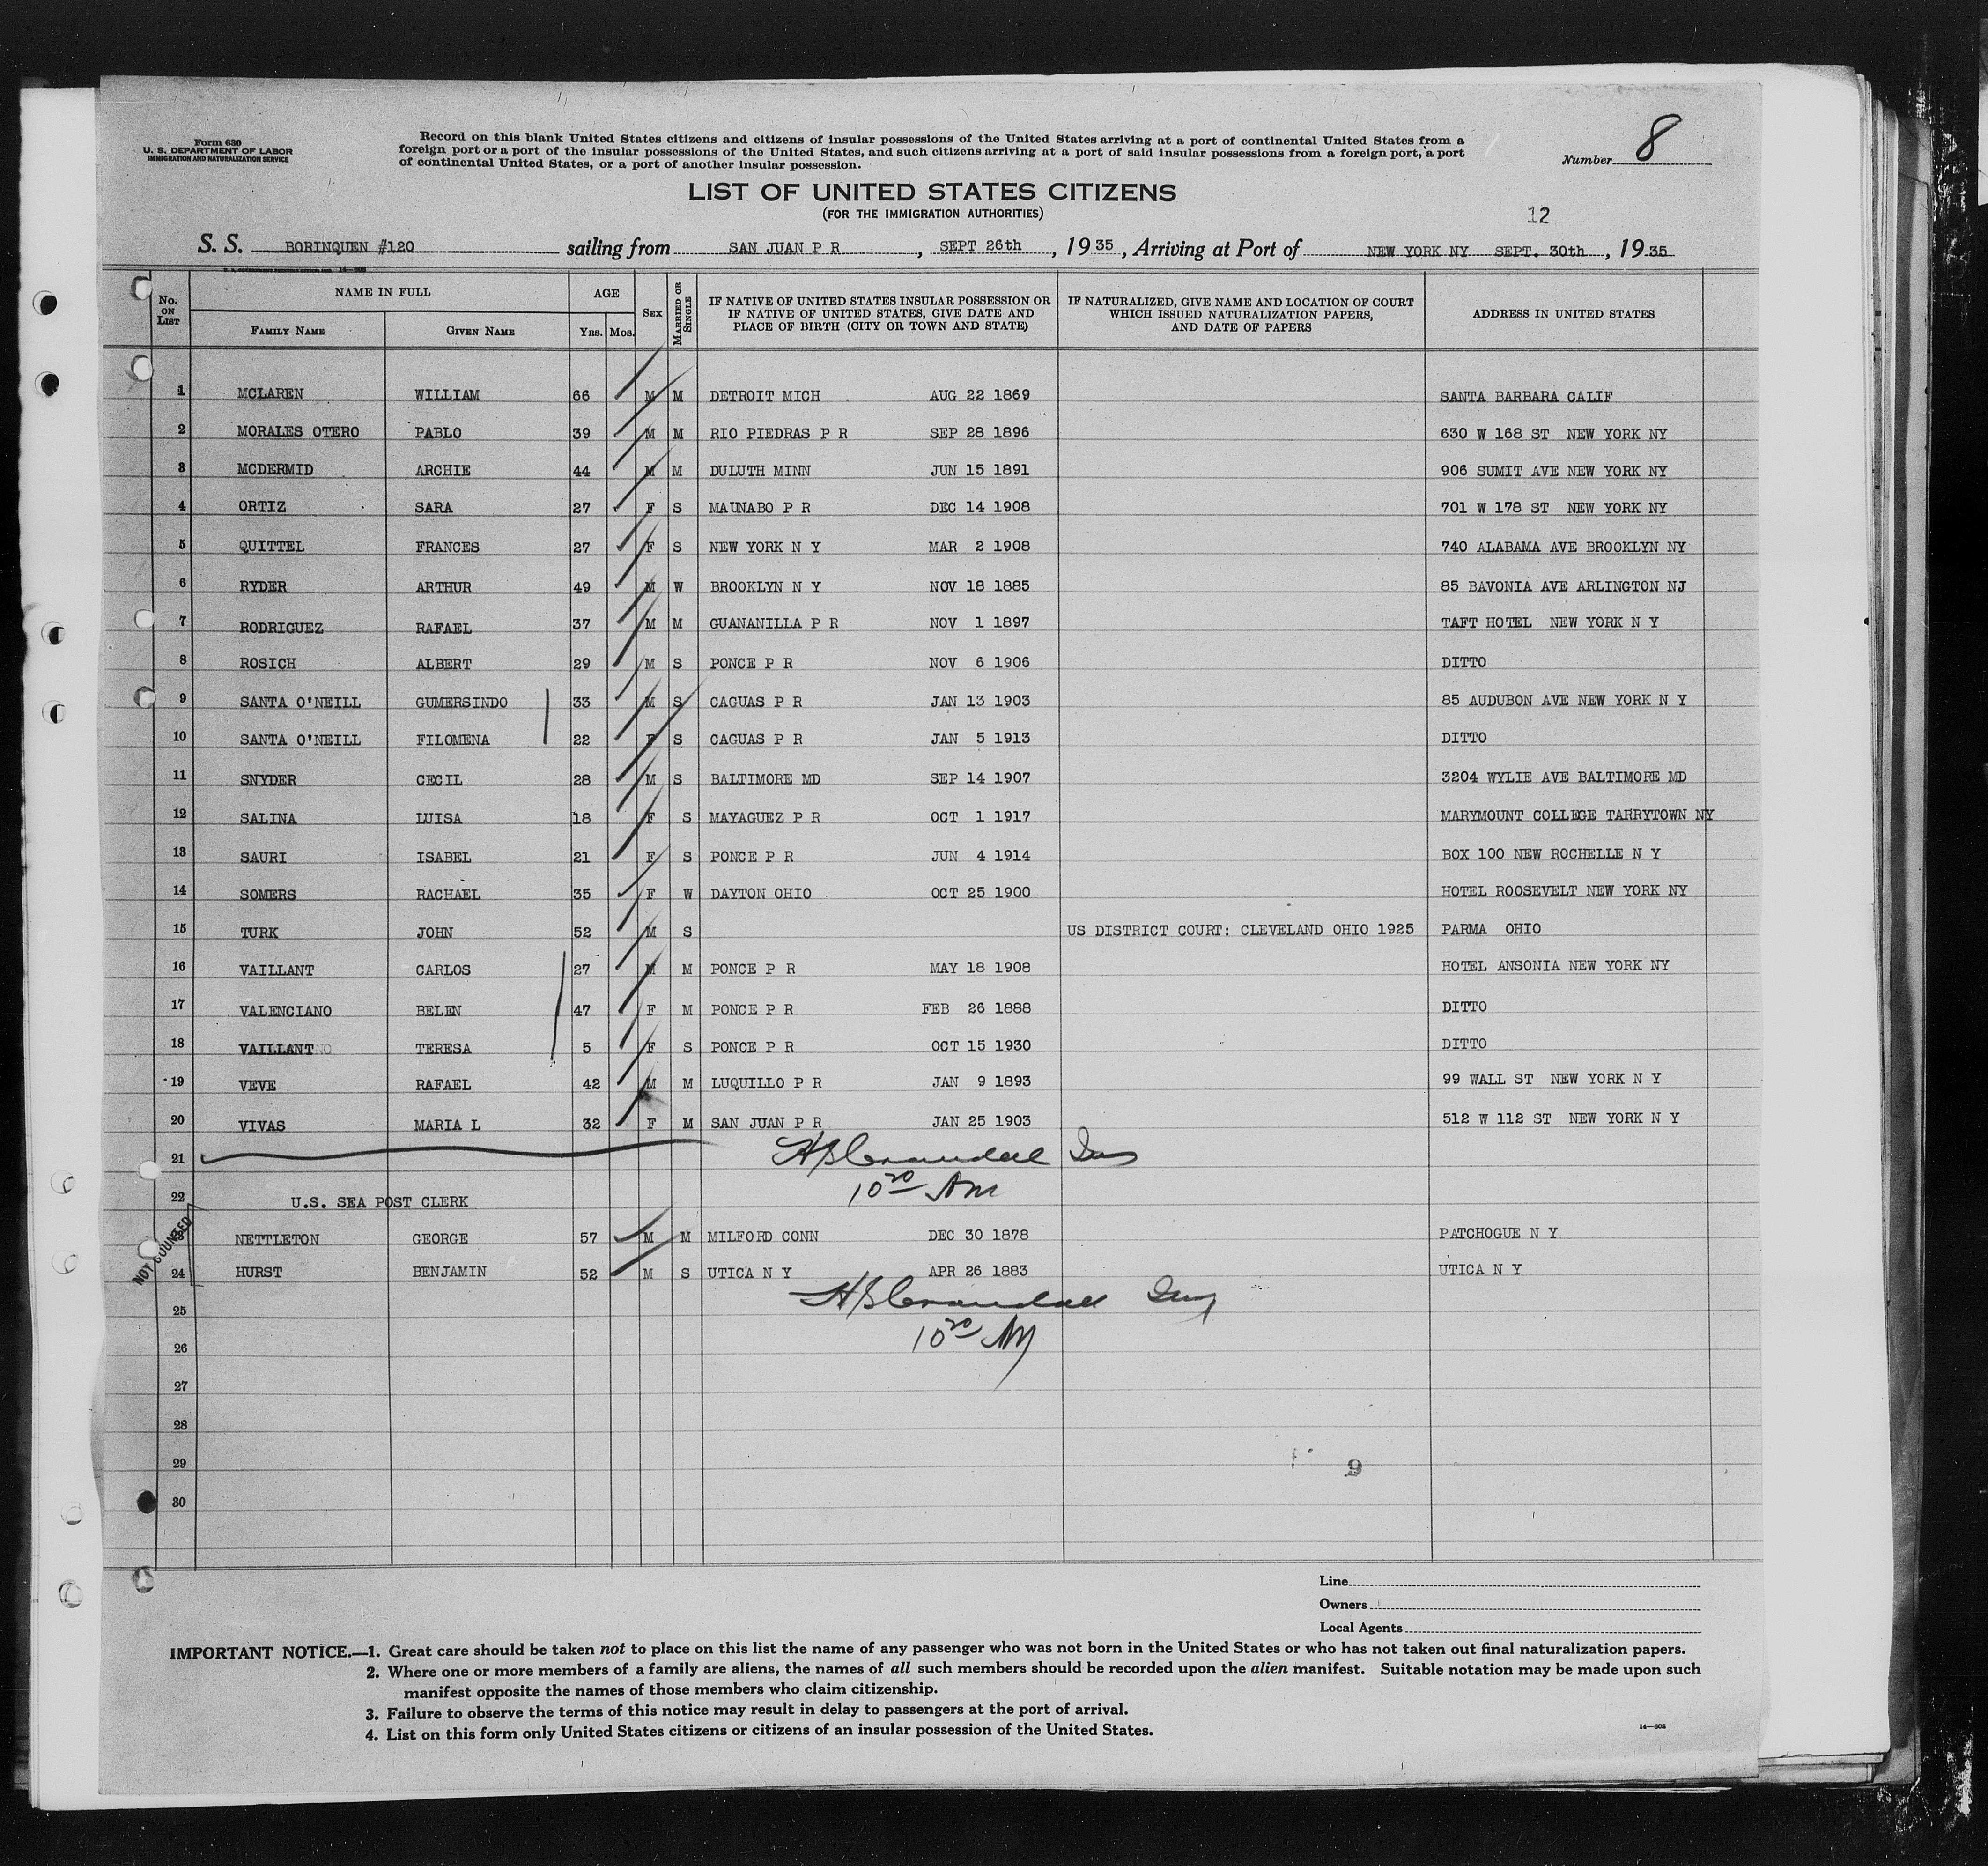 Form 630
U. S. DEPARTMENT OF LABOR
IMMIGRATION AND NATURALIZATION SERVICE
Record on this blank United States citizens and citizens of insular possessions of the United States arriving at a port of continental United States from a
foreign port or a port of the insular possessions of the United States, and such citizens arriving at a port of said insular possessions from a foreign port, a port
of continental United States, or a port of another insular possession.
Number 8
LIST OF UNITED STATES CITIZENS
(FOR THE IMMIGRATION AUTHORITIES)
12
S. S. BORINQUEN #120 sailing from SAN JUAN P R, SEPT 26th, 1935, Arriving at Port of NEW YORK NY SEPT. 30th, 1935
No. ON LIST NAME IN FULL FAMILY NAME GIVEN NAME AGE YRS. MOS. SEX MARRIED OR SINGLE IF NATIVE OF UNITED STATES INSULAR POSSESSION OR IF NATIVE OF UNITED STATES, GIVE DATE AND PLACE OF BIRTH (CITY OR TOWN AND STATE) IF NATURALIZED, GIVE NAME AND LOCATION OF COURT WHICH ISSUED NATURALIZATION PAPERS, AND DATE OF PAPERS ADDRESS IN UNITED STATES
1 MCLAREN WILLIAM 66 M M DETROIT MICH AUG 22 1869 SANTA BARBARA CALIF
2 MORALES OTERO PABLO 39 M M RIO PIEDRAS P R SEP 28 1896 630 W 168 ST NEW YORK NY
3 MCDERMID ARCHIE 44 M M DULUTH MINN JUN 15 1891 906 SUMIT AVE NEW YORK NY
4 ORTIZ SARA 27 F S MAUNABO P R DEC 14 1908 701 W 178 ST NEW YORK NY
5 QUITTEL FRANCES 27 F S NEW YORK N Y MAR 2 1908 740 ALABAMA AVE BROOKLYN NY
6 RYDER ARTHUR 49 M W BROOKLYN N Y NOV 18 1885 85 BAVONIA AVE ARLINGTON NJ
7 RODRIGUEZ RAFAEL 37 M M GUANANILLA P R NOV 1 1897 TAFT HOTEL NEW YORK N Y
8 ROSICH ALBERT 29 M S PONCE P R NOV 6 1906 DITTO
9 SANTA O'NEILL GUMERSINDO 33 M S CAGUAS P R JAN 13 1903 85 AUDUBON AVE NEW YORK N Y
10 SANTA O'NEILL FILOMENA 22 F S CAGUAS P R JAN 5 1913 DITTO
11 SNYDER CECIL 28 M S BALTIMORE MD SEP 14 1907 3204 WYLIE AVE BALTIMORE MD
12 SALINA LUISA 18 F S MAYAGUEZ P R OCT 1 1917 MARYMOUNT COLLEGE TARRYTOWN NY
13 SAURI ISABEL 21 F S PONCE P R JUN 4 1914 BOX 100 NEW ROCHELLE N Y
14 SOMERS RACHAEL 35 F W DAYTON OHIO OCT 25 1900 HOTEL ROOSEVELT NEW YORK NY
15 TURK JOHN 52 M S US DISTRICT COURT: CLEVELAND OHIO 1925 PARMA OHIO
16 VAILLANT CARLOS 27 M M PONCE P R MAY 18 1908 HOTEL ANSONIA NEW YORK NY
17 VALENCIANO BELEN 47 F M PONCE P R FEB 26 1888 DITTO
18 VAILLANT TERESA 5 F S PONCE P R OCT 15 1930 DITTO
19 VEVE RAFAEL 42 M M LUQUILLO P R JAN 9 1893 99 WALL ST NEW YORK N Y
20 VIVAS MARIA L 32 F M SAN JUAN P R JAN 25 1903 512 W 112 ST NEW YORK N Y
21
10 20 AM
22 U.S. SEA POST CLERK
NOT COUNTED
23 NETTLETON GEORGE 57 M M MILFORD CONN DEC 30 1878 PATCHOGUE N Y
24 HURST BENJAMIN 52 M S UTICA N Y APR 26 1883 UTICA N Y
25
10 20 AM
26
27
28
29 9
30
Line
Owners
Local Agents
IMPORTANT NOTICE.—1. Great care should be taken not to place on this list the name of any passenger who was not born in the United States or who has not taken out final naturalization papers.
2. Where one or more members of a family are aliens, the names of all such members should be recorded upon the alien manifest. Suitable notation may be made upon such
manifest opposite the names of those members who claim citizenship.
3. Failure to observe the terms of this notice may result in delay to passengers at the port of arrival.
4. List on this form only United States citizens or citizens of an insular possession of the United States.
14—608